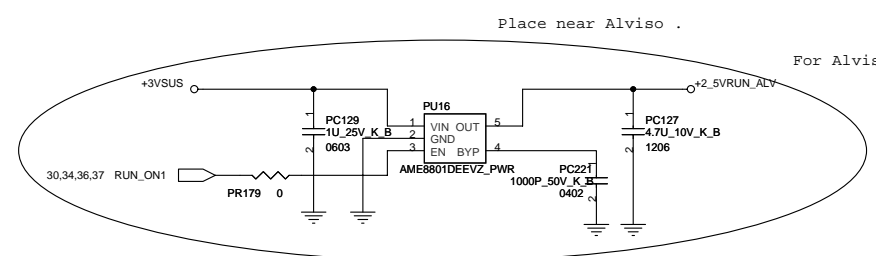 Place near Alviso .
For Alvis
+3VSUS
+2_5VRUN_ALV
PU16
PC129
1U_25V_K_B
0603
1
2
1 VIN OUT 5
2 GND
3 EN BYP 4
AME8801DEEVZ_PWR
PC127
4.7U_10V_K_B
1206
1
2
PC221
1000P_50V_K_B
0402
1
2
30,34,36,37 RUN_ON1
PR179 0